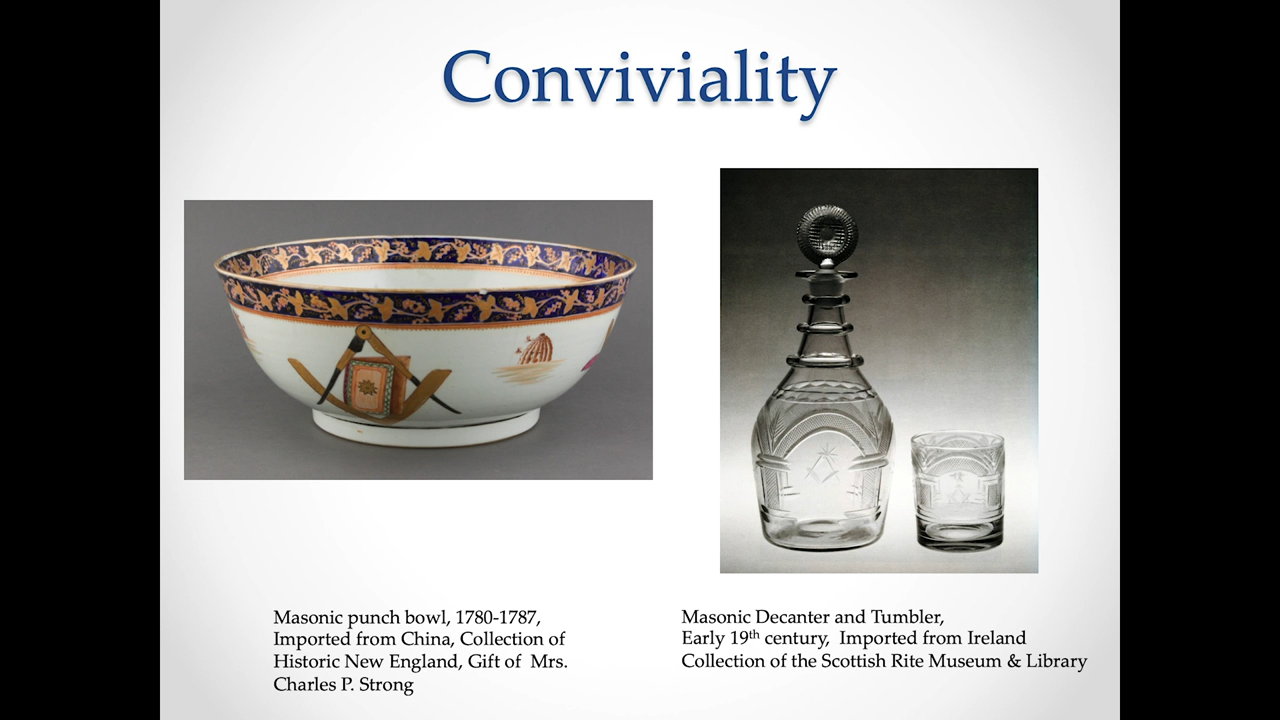 Conviviality
Masonic punch bowl, 1780-1787,
Imported from China, Collection of
Historic New England, Gift of Mrs.
Charles P. Strong
Masonic Decanter and Tumbler,
Early 19th century, Imported from Ireland
Collection of the Scottish Rite Museum & Library